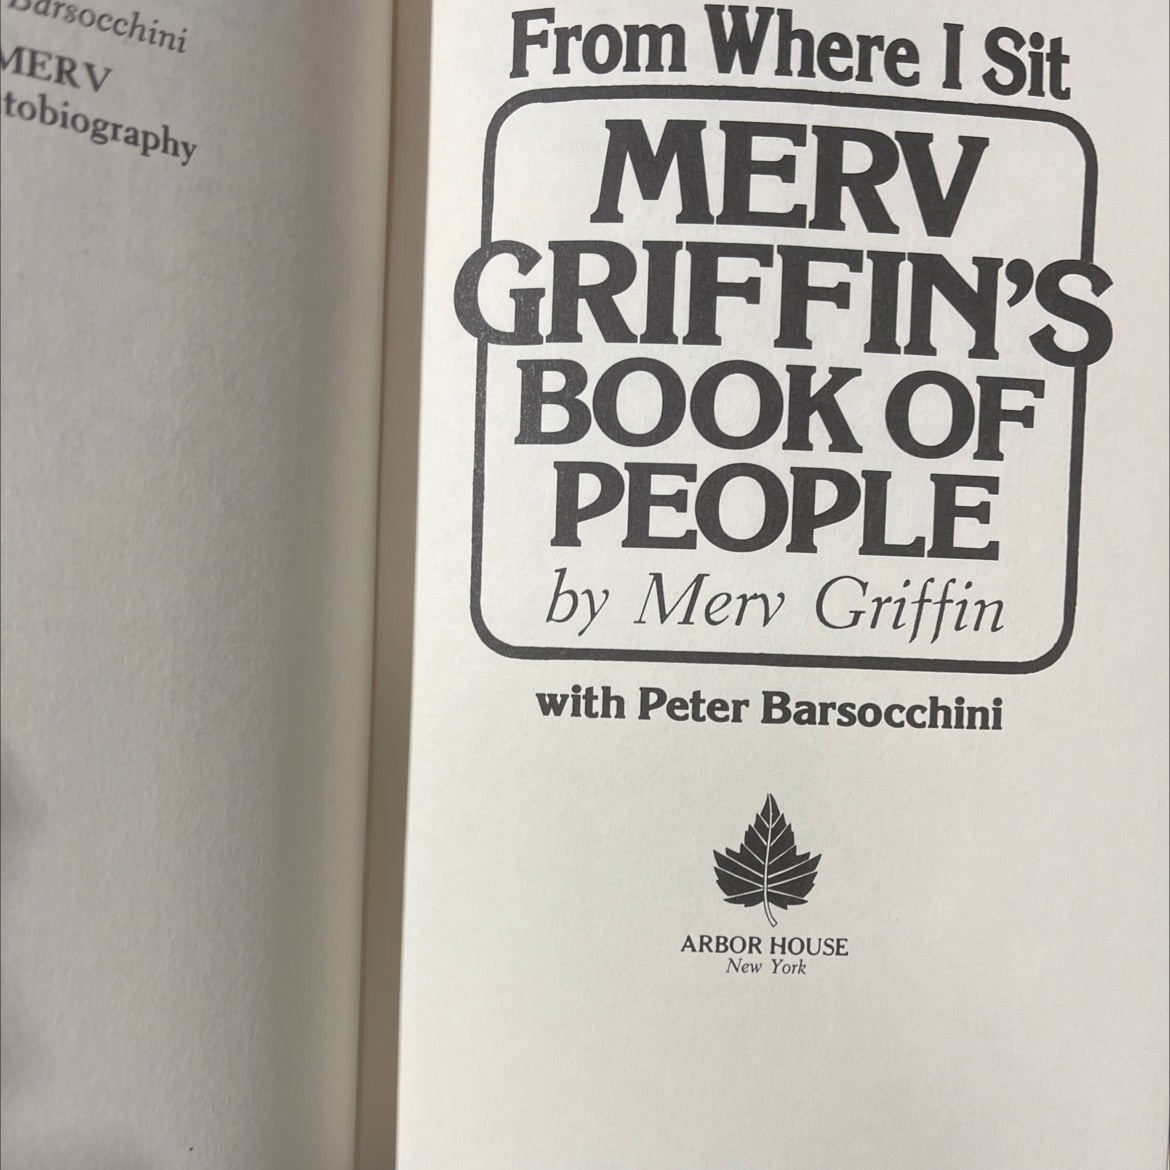 Barsocchini
MERV
tobiography
From Where I Sit
MERV
GRIFFIN'S
BOOK OF
PEOPLE
by Merv Griffin
with Peter Barsocchini
ARBOR HOUSE
New York